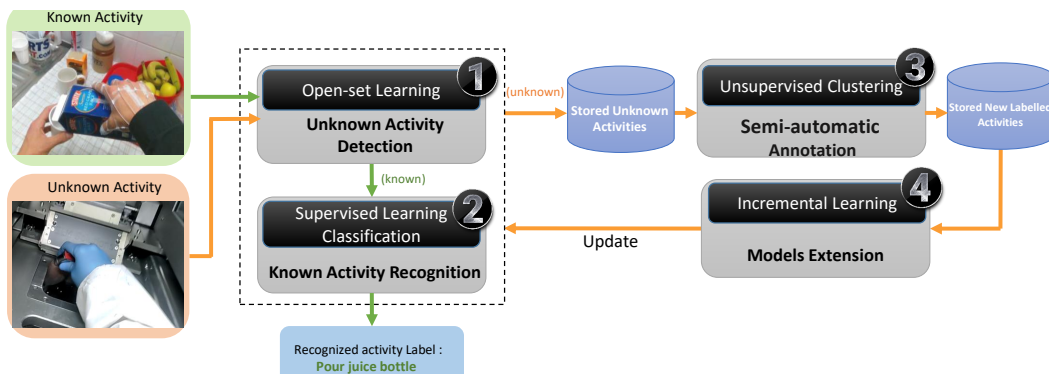 Known Activity
Unknown Activity
1
Open-set Learning
Unknown Activity
Detection
(known)
2
Supervised Learning
Classification
Known Activity Recognition
Recognized activity Label :
Pour juice bottle
(unknown)
Stored Unknown
Activities
3
Unsupervised Clustering
Semi-automatic
Annotation
Stored New Labelled
Activities
4
Incremental Learning
Models Extension
Update